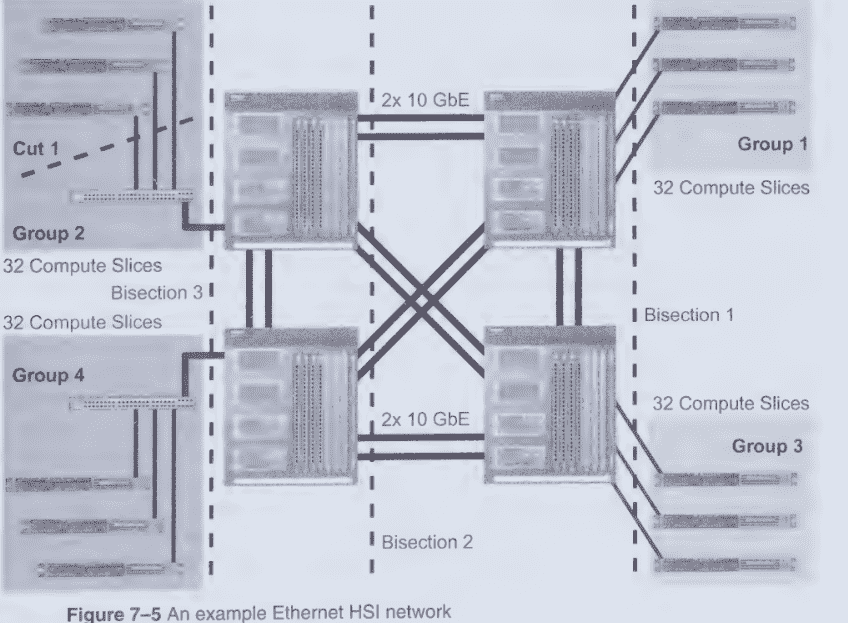 2x 10 GbE
Cut 1
Group 1
32 Compute Slices
Group 2
32 Compute Slices
Bisection 3
Bisection 1
32 Compute Slices
Group 4
32 Compute Slices
2x 10 GbE
Group 3
Bisection 2
Figure 7–5 An example Ethernet HSI network